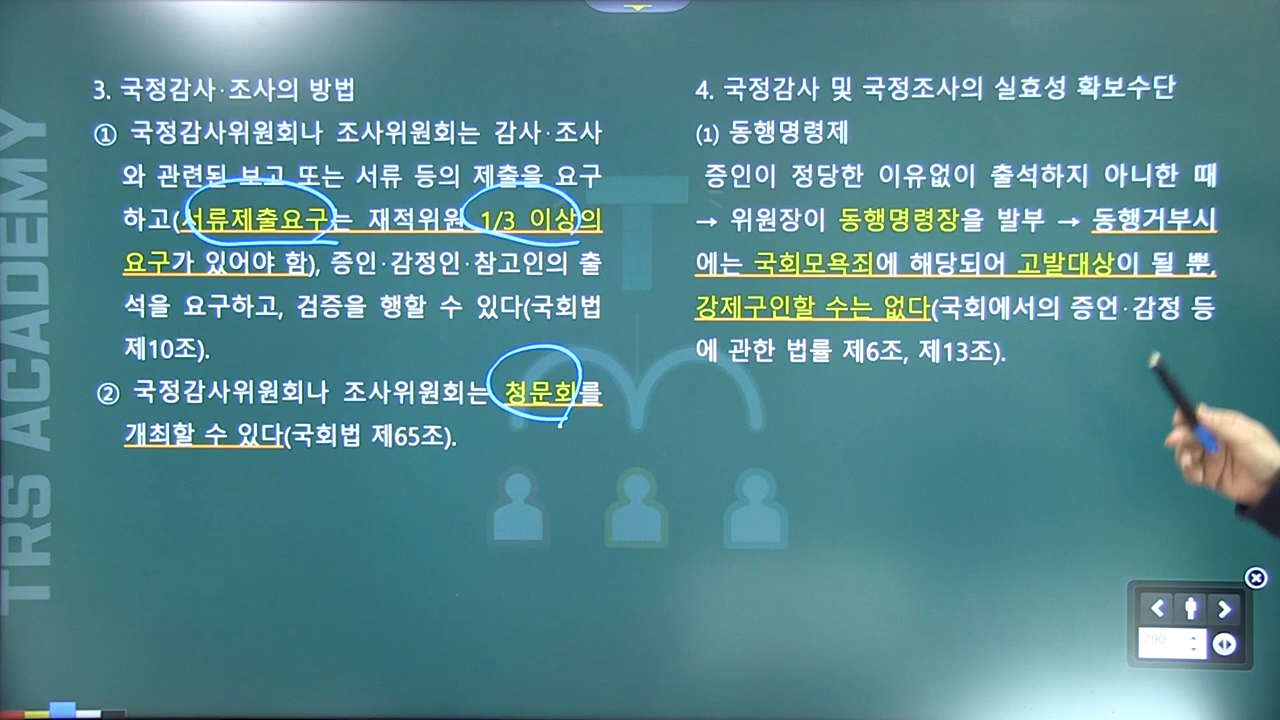 3. 국정감사·조사의 방법
① 국정감사위원회나 조사위원회는 감사·조사
와 관련된 보고 또는 서류 등의 제출을 요구
하고(서류제출요구는 재적위원 1/3 이상의
요구가 있어야 함), 증인·감정인·참고인의 출
석을 요구하고, 검증을 행할 수 있다(국회법
제10조).
② 국정감사위원회나 조사위원회는 청문회를
개최할 수 있다(국회법 제65조).
4. 국정감사 및 국정조사의 실효성 확보수단
(1) 동행명령제
증인이 정당한 이유없이 출석하지 아니한 때
→ 위원장이 동행명령장을 발부 → 동행거부시
에는 국회모욕죄에 해당되어 고발대상이 될 뿐,
강제구인할 수는 없다(국회에서의 증언·감정 등
에 관한 법률 제6조, 제13조).
TRS ACADEMY
290